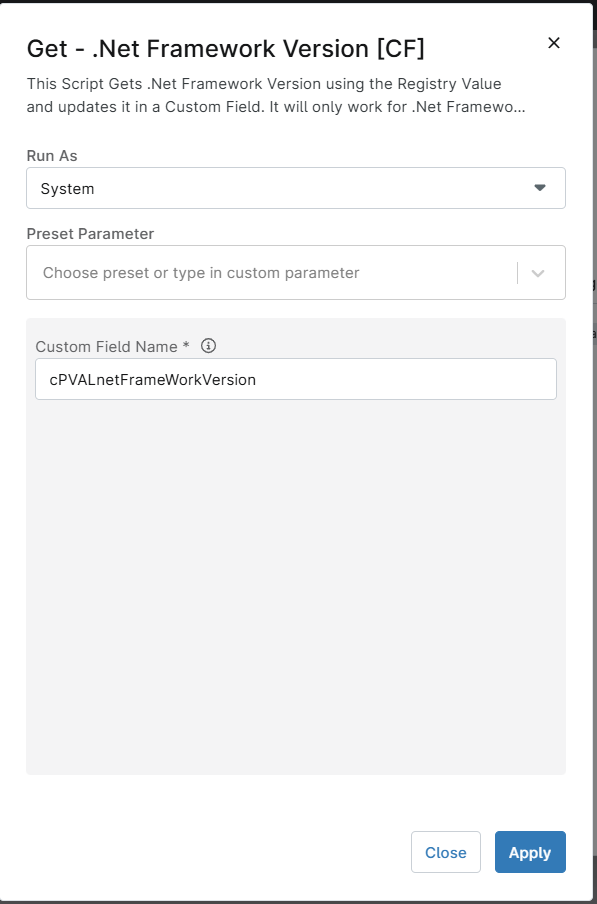 Get - .Net Framework Version [CF]
This Script Gets .Net Framework Version using the Registry Value
and updates it in a Custom Field. It will only work for .Net Framewo...
Run As
System
Preset Parameter
Choose preset or type in custom parameter
Custom Field Name *
cPVALnetFrameWorkVersion
Close
Apply